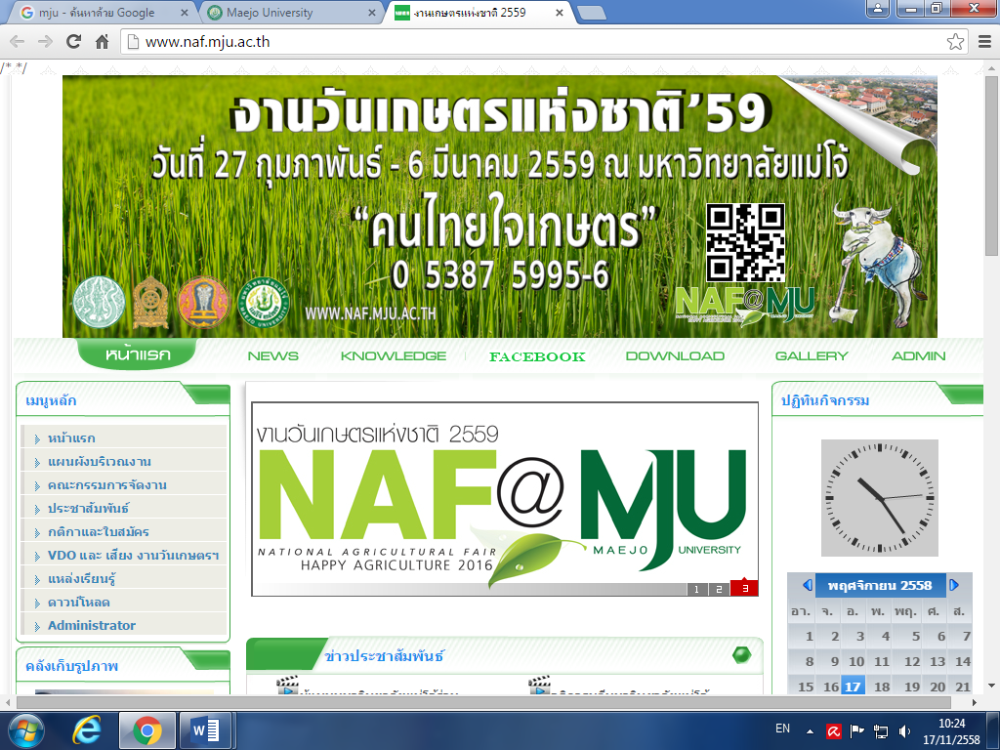 mju - ค้นหาด้วย Google
Maejo University
งานเกษตรแห่งชาติ 2559
www.naf.mju.ac.th
/* */
งานวันเกษตรแห่งชาติ'59
วันที่ 27 กุมภาพันธ์ - 6 มีนาคม 2559 ณ มหาวิทยาลัยแม่โจ้
“คนไทยใจเกษตร”
0 5387 5995-6
WWW.NAF.MJU.AC.TH
NAF@MJU
หน้าแรก NEWS KNOWLEDGE FACEBOOK DOWNLOAD GALLERY ADMIN
เมนูหลัก
หน้าแรก
แผนผังบริเวณงาน
คณะกรรมการจัดงาน
ประชาสัมพันธ์
กติกาและใบสมัคร
VDO และ เสียง งานวันเกษตรฯ
แหล่งเรียนรู้
ดาวน์โหลด
Administrator
คลังเก็บรูปภาพ
งานวันเกษตรแห่งชาติ 2559
NAF@MJU
NATIONAL AGRICULTURAL FAIR MAEJO UNIVERSITY
HAPPY AGRICULTURE 2016
1 2 3
ข่าวประชาสัมพันธ์
ปฏิทินกิจกรรม
พฤศจิกายน 2558
อา. จ. อ. พ. พฤ. ศ. ส.
1 2 3 4 5 6 7
8 9 10 11 12 13 14
15 16 17 18 19 20 21
EN
10:24
17/11/2558